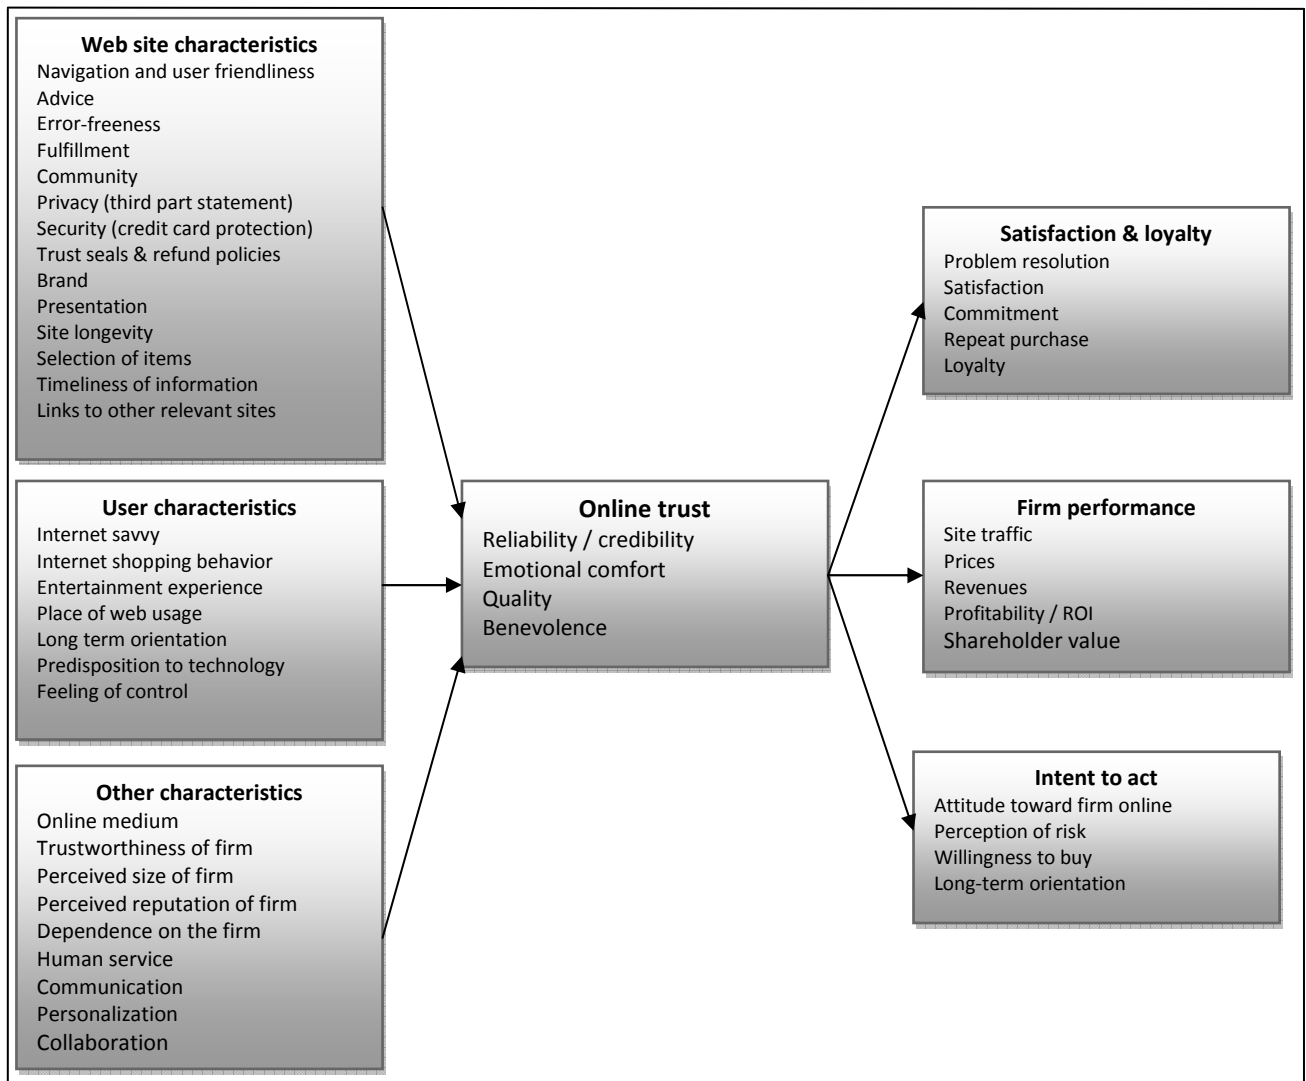 Web site characteristics
Navigation and user friendliness
Advice
Error-freeness
Fulfillment
Community
Privacy (third part statement)
Security (credit card protection)
Trust seals & refund policies
Brand
Presentation
Site longevity
Selection of items
Timeliness of information
Links to other relevant sites
User characteristics
Internet savvy
Internet shopping behavior
Entertainment experience
Place of web usage
Long term orientation
Predisposition to technology
Feeling of control
Other characteristics
Online medium
Trustworthiness of firm
Perceived size of firm
Perceived reputation of firm
Dependence on the firm
Human service
Communication
Personalization
Collaboration
Online trust
Reliability / credibility
Emotional comfort
Quality
Benevolence
Satisfaction & loyalty
Problem resolution
Satisfaction
Commitment
Repeat purchase
Loyalty
Firm performance
Site traffic
Prices
Revenues
Profitability / ROI
Shareholder value
Intent to act
Attitude toward firm online
Perception of risk
Willingness to buy
Long-term orientation